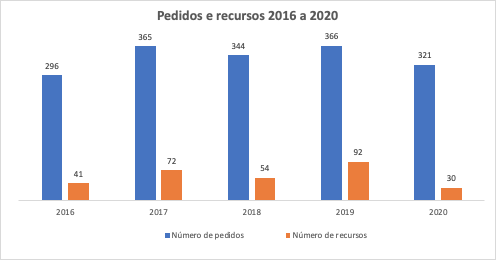 Pedidos e recursos 2016 a 2020
296 41 365 72 344 54 366 92 321 30
2016 2017 2018 2019 2020
Número de pedidos Número de recursos